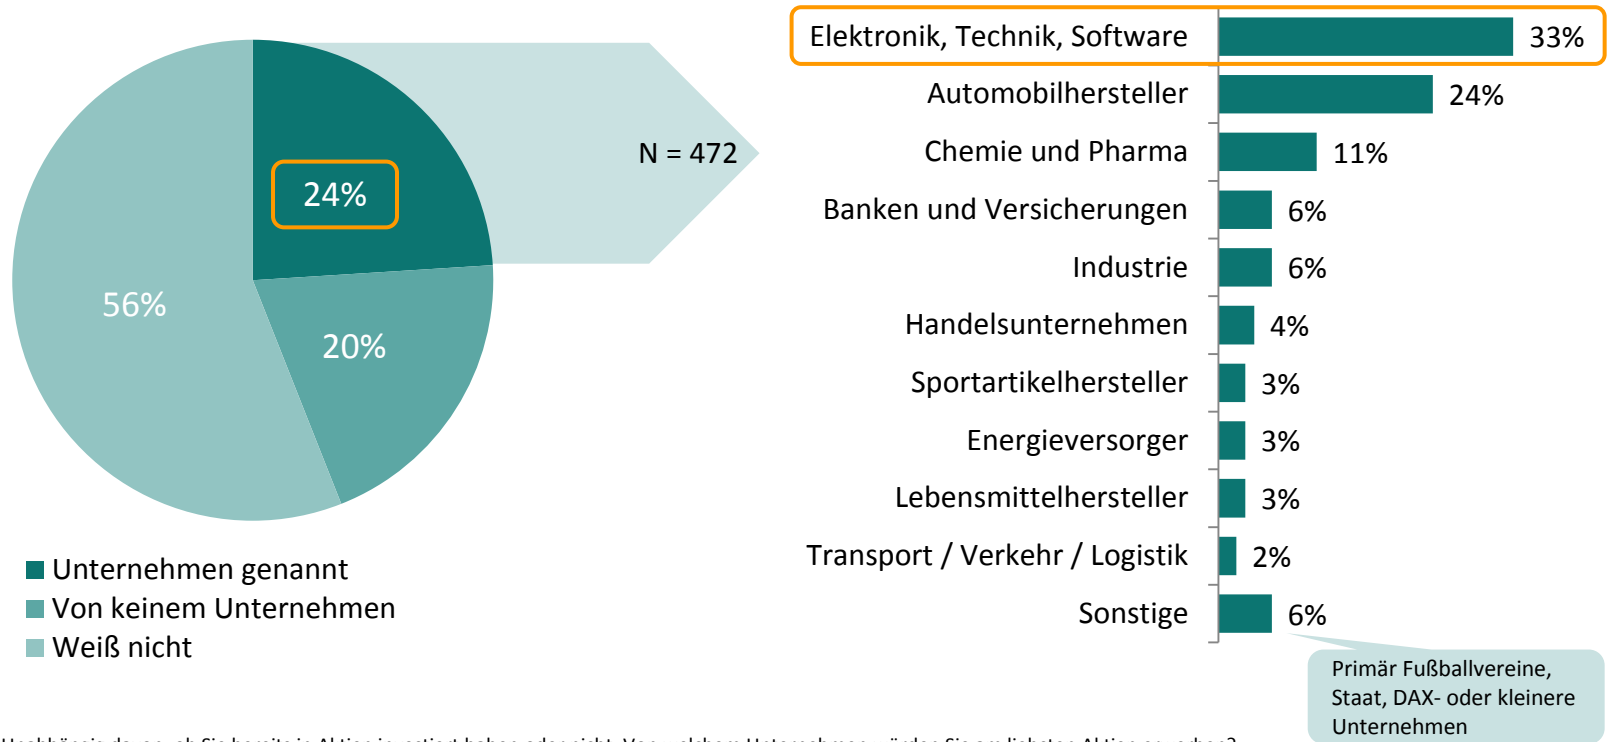 24%
56%
20%
Unternehmen genannt
Von keinem Unternehmen
Weiß nicht
N = 472
Elektronik, Technik, Software 33%
Automobilhersteller 24%
Chemie und Pharma 11%
Banken und Versicherungen 6%
Industrie 6%
Handelsunternehmen 4%
Sportartikelhersteller 3%
Energieversorger 3%
Lebensmittelhersteller 3%
Transport / Verkehr / Logistik 2%
Sonstige 6%
Primär Fußballvereine,
Staat, DAX- oder kleinere
Unternehmen